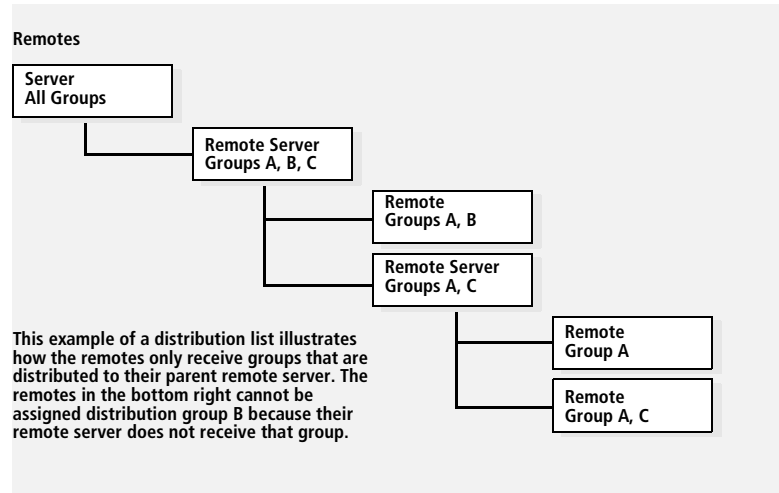 Remotes
Server
All Groups
Remote Server
Groups A, B, C
Remote
Groups A, B
Remote Server
Groups A, C
This example of a distribution list illustrates
how the remotes only receive groups that are
distributed to their parent remote server. The
remotes in the bottom right cannot be
assigned distribution group B because their
remote server does not receive that group.
Remote
Group A
Remote
Group A, C